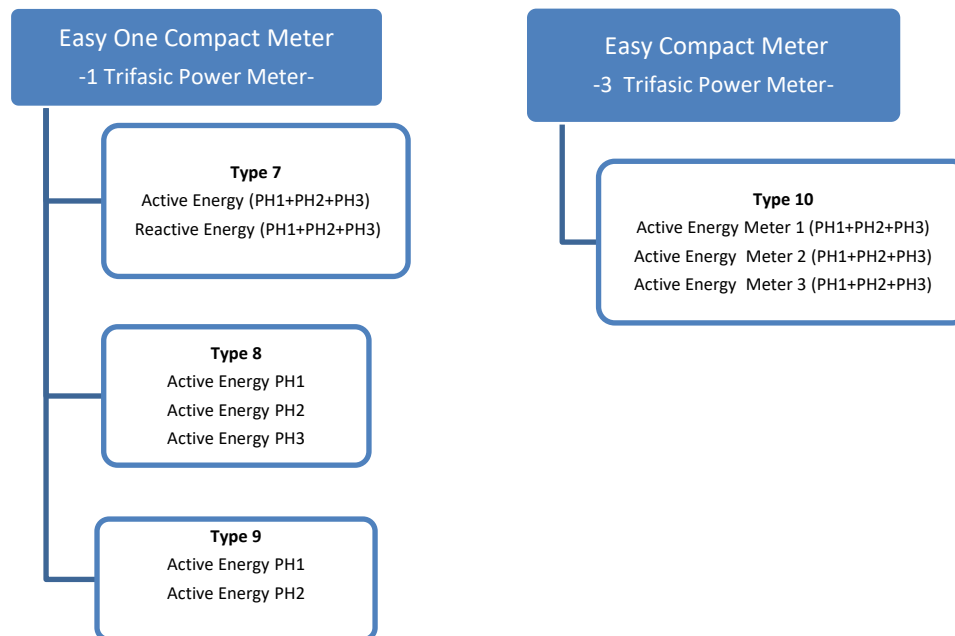 Easy One Compact Meter
-1 Trifasic Power Meter-
Type 7
Active Energy (PH1+PH2+PH3)
Reactive Energy (PH1+PH2+PH3)
Type 8
Active Energy PH1
Active Energy PH2
Active Energy PH3
Type 9
Active Energy PH1
Active Energy PH2
Easy Compact Meter
-3 Trifasic Power Meter-
Type 10
Active Energy Meter 1 (PH1+PH2+PH3)
Active Energy Meter 2 (PH1+PH2+PH3)
Active Energy Meter 3 (PH1+PH2+PH3)